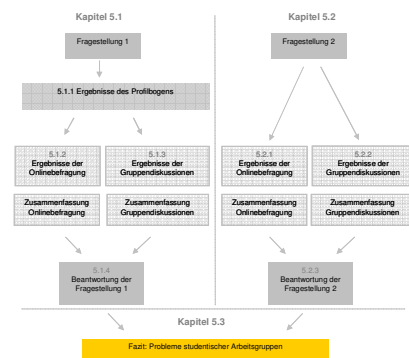 Kapitel 5.1
Kapitel 5.2
Fragestellung 1
Fragestellung 2
5.1.1 Ergebnisse des Profilbogens
5.1.2
Ergebnisse der
Onlinebefragung
5.1.3
Ergebnisse der
Gruppendiskussionen
5.2.1
Ergebnisse der
Onlinebefragung
5.2.2
Ergebnisse der
Gruppendiskussionen
Zusammenfassung
Onlinebefragung
Zusammenfassung
Gruppendiskussionen
Zusammenfassung
Onlinebefragung
Zusammenfassung
Gruppendiskussionen
5.1.4
Beantwortung der
Fragestellung 1
5.2.3
Beantwortung der
Fragestellung 2
Kapitel 5.3
Fazit: Probleme studentischer Arbeitsgruppen